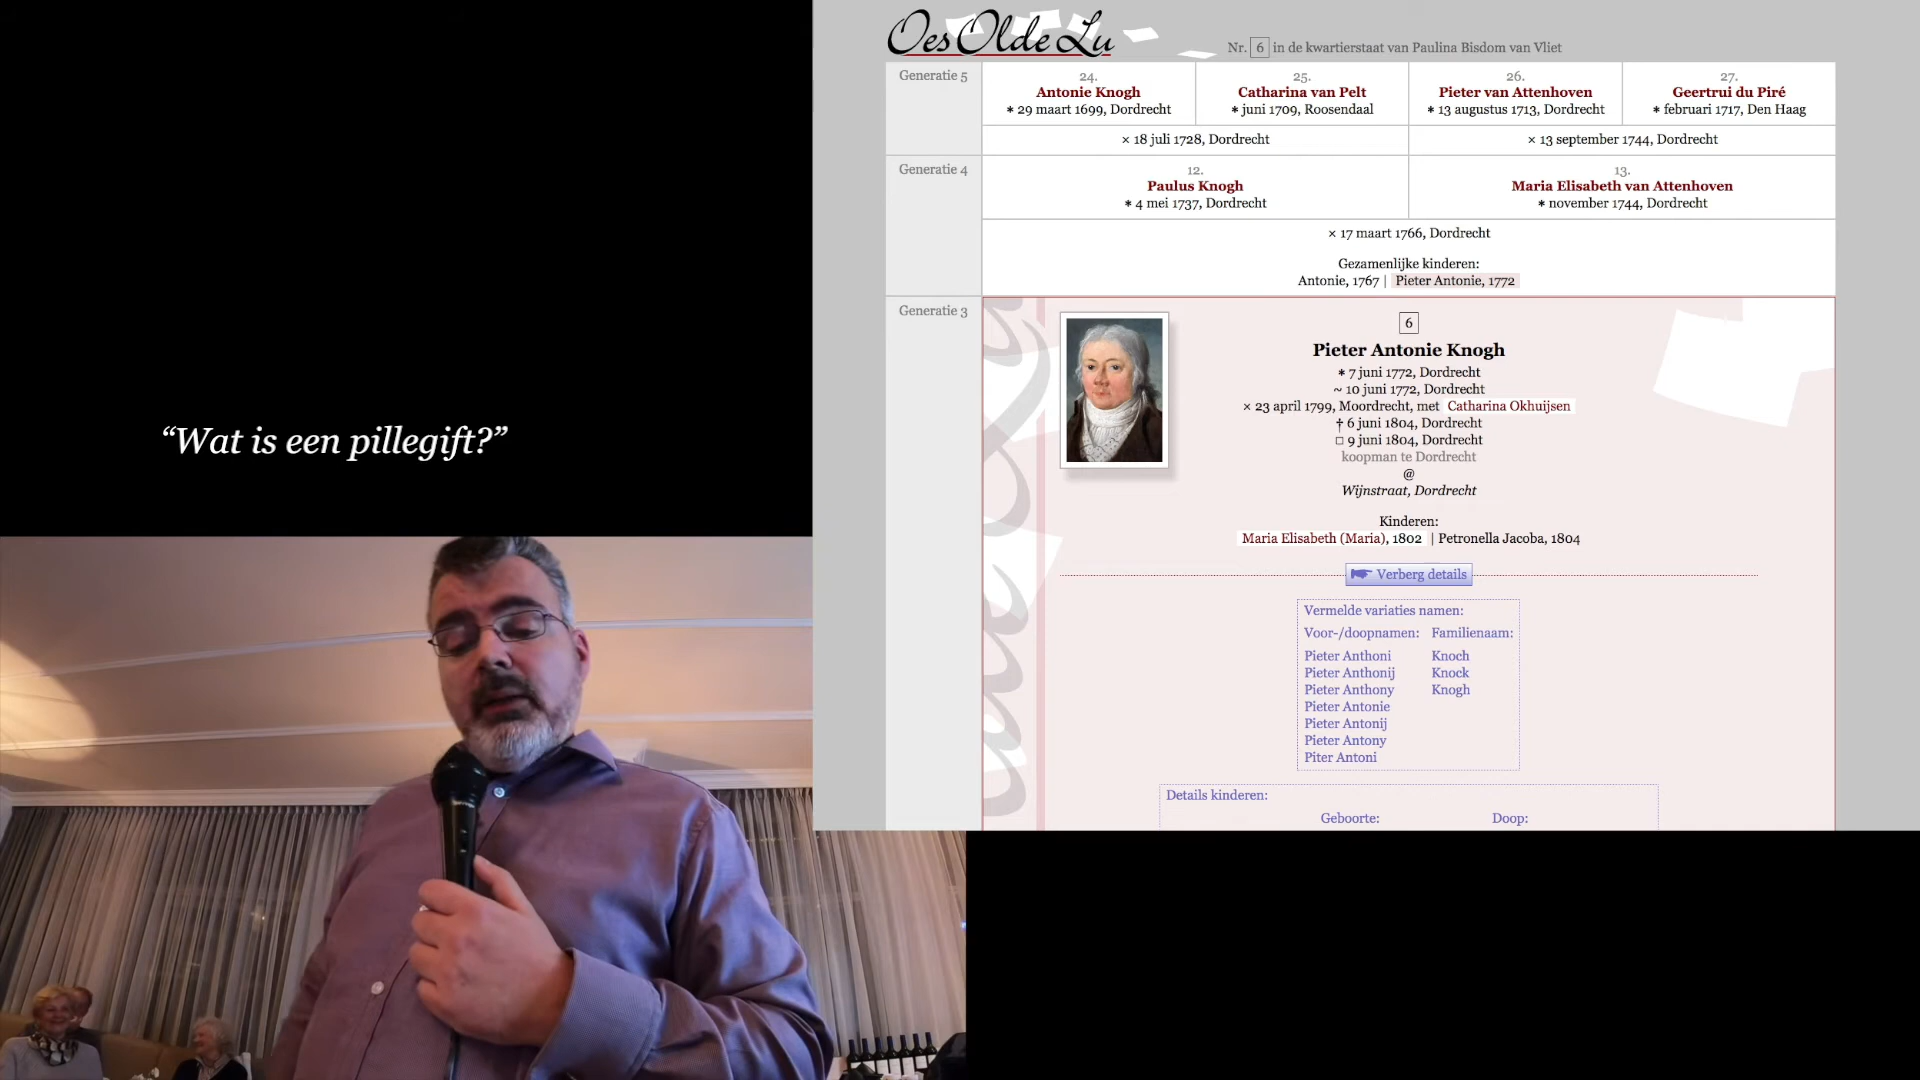 Oes Olde Lu
Nr. 6 in de kwartierstaat van Paulina Bisdom van Vliet
Generatie 5
24.
Antonie Knogh
∗ 29 maart 1699, Dordrecht
25.
Catharina van Pelt
∗ juni 1709, Roosendaal
26.
Pieter van Attenhoven
∗ 13 augustus 1713, Dordrecht
27.
Geertrui du Piré
∗ februari 1717, Den Haag
× 18 juli 1728, Dordrecht
× 13 september 1744, Dordrecht
Generatie 4
12.
Paulus Knogh
∗ 4 mei 1737, Dordrecht
13.
Maria Elisabeth van Attenhoven
∗ november 1744, Dordrecht
× 17 maart 1766, Dordrecht
Gezamenlijke kinderen:
Antonie, 1767 | Pieter Antonie, 1772
Generatie 3
6
Pieter Antonie Knogh
∗ 7 juni 1772, Dordrecht
~ 10 juni 1772, Dordrecht
× 23 april 1799, Moordrecht, met Catharina Okhuijsen
† 6 juni 1804, Dordrecht
□ 9 juni 1804, Dordrecht
koopman te Dordrecht
@
Wijnstraat, Dordrecht
Kinderen:
Maria Elisabeth (Maria), 1802 | Petronella Jacoba, 1804
Verberg details
Vermelde variaties namen:
Voor-/doopnamen: Familienaam:
Pieter Anthoni Knoch
Pieter Anthonij Knock
Pieter Anthony Knogh
Pieter Antonie
Pieter Antonij
Pieter Antony
Piter Antoni
Details kinderen:
Geboorte: Doop:
“Wat is een pillegift?”